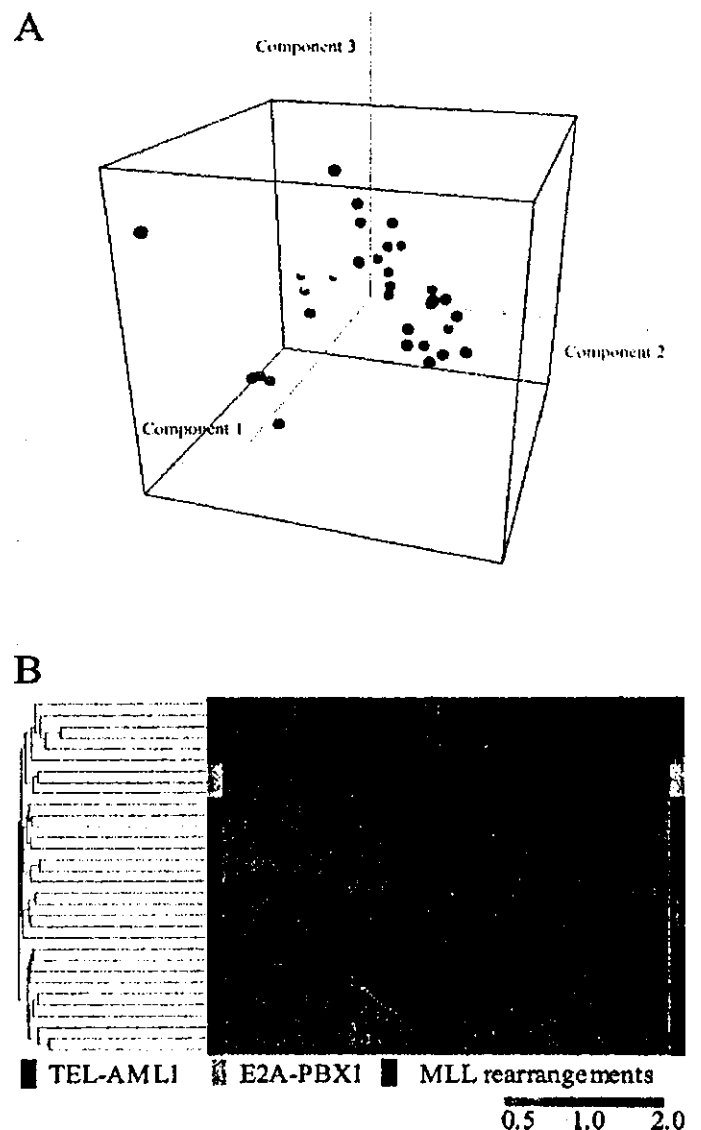 A
Component 3
Component 2
Component 1
B
TEL-AML1 E2A-PBX1 MLL rearrangements
0.5 1.0 2.0